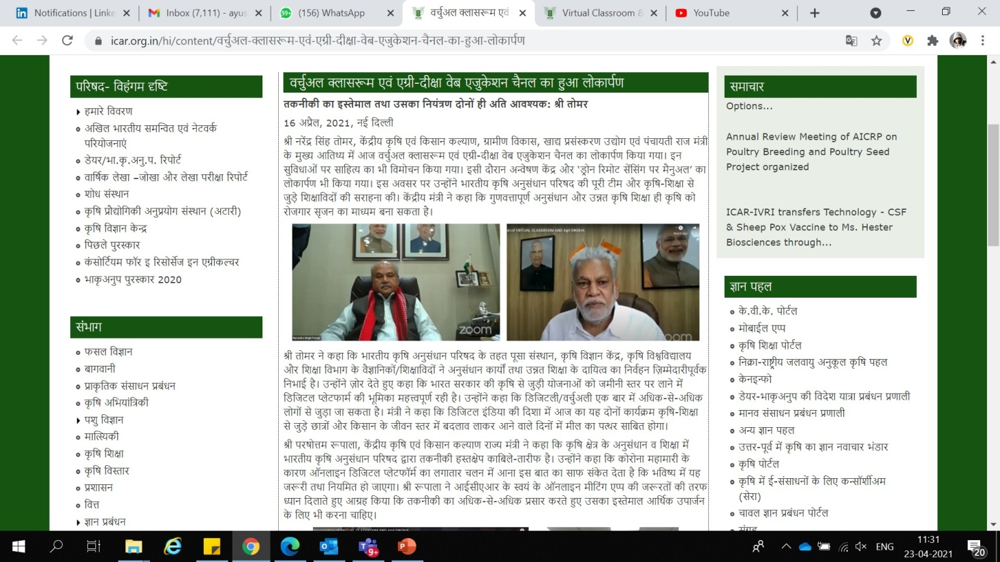 Notifications | Linke
Inbox (7,111) - ayus
99+
(156) WhatsApp
वर्चुअल क्लासरूम एवं
Virtual Classroom &
YouTube
icar.org.in/hi/content/वर्चुअल-क्लासरूम-एवं-एग्री-दीक्षा-वेब-एजुकेशन-चैनल-का-हुआ-लोकार्पण
परिषद- विहंगम दृष्टि
हमारे विवरण
अखिल भारतीय समन्वित एवं नेटवर्क
परियोजनाएं
डेयर/भा.कृ.अनु.प. रिपोर्ट
वार्षिक लेखा –जोखा और लेखा परीक्षा रिपोर्ट
शोध संस्थान
कृषि प्रौद्योगिकी अनुप्रयोग संस्थान (अटारी)
कृषि विज्ञान केन्द्र
पिछले पुरस्कार
कंसोर्टियम फॉर इ रिसोर्सेज इन एग्रीकल्चर
भाकृअनुप पुरस्कार 2020
संभाग
फसल विज्ञान
बागवानी
प्राकृतिक संसाधन प्रबंधन
कृषि अभियांत्रिकी
पशु विज्ञान
मात्स्यिकी
कृषि शिक्षा
कृषि विस्तार
प्रशासन
वित्त
ज्ञान प्रबंधन
वर्चुअल क्लासरूम एवं एग्री-दीक्षा वेब एजुकेशन चैनल का हुआ लोकार्पण
तकनीकी का इस्तेमाल तथा उसका नियंत्रण दोनों ही अति आवश्यक: श्री तोमर
16 अप्रैल, 2021, नई दिल्ली
श्री नरेंद्र सिंह तोमर, केंद्रीय कृषि एवं किसान कल्याण, ग्रामीण विकास, खाद्य प्रसंस्करण उद्योग एवं पंचायती राज मंत्री
के मुख्य आतिथ्य में आज वर्चुअल क्लासरूम एवं एग्री-दीक्षा वेब एजुकेशन चैनल का लोकार्पण किया गया। इन
सुविधाओं पर साहित्य का भी विमोचन किया गया। इसी दौरान अन्वेषण केंद्र और ‘ड्रोन रिमोट सेंसिंग पर मैनुअल’ का
लोकार्पण भी किया गया। इस अवसर पर उन्होंने भारतीय कृषि अनुसंधान परिषद की पूरी टीम और कृषि-शिक्षा से
जुड़े शिक्षाविदों की सराहना की। केंद्रीय मंत्री ने कहा कि गुणवत्तापूर्ण अनुसंधान और उन्नत कृषि शिक्षा ही कृषि को
रोजगार सृजन का माध्यम बना सकता है।
Narendra Singh Tomar
zoom
on of VIRTUAL CLASSROOM AND Agri-DIKSHA
zoom
श्री तोमर ने कहा कि भारतीय कृषि अनुसंधान परिषद के तहत पूसा संस्थान, कृषि विज्ञान केंद्र, कृषि विश्वविद्यालय
और शिक्षा विभाग के वैज्ञानिकों/शिक्षाविदों ने अनुसंधान कार्यों तथा उन्नत शिक्षा के दायित्व का निर्वहन ज़िम्मेदारीपूर्वक
निभाई है। उन्होंने ज़ोर देते हुए कहा कि भारत सरकार की कृषि से जुड़ी योजनाओं को जमीनी स्तर पर लाने में
डिजिटल प्लेटफार्म की भूमिका महत्त्वपूर्ण रही है। उन्होंने कहा कि डिजिटली/वर्चुअली एक बार में अधिक-से-अधिक
लोगों से जुड़ा जा सकता है। मंत्री ने कहा कि डिजिटल इंडिया की दिशा में आज का यह दोनों कार्यक्रम कृषि-शिक्षा
से जुड़े छात्रों और किसान के जीवन स्तर में बदलाव लाकर आने वाले दिनों में मील का पत्थर साबित होगा।
श्री परषोत्तम रूपाला, केंद्रीय कृषि एवं किसान कल्याण राज्य मंत्री ने कहा कि कृषि क्षेत्र के अनुसंधान व शिक्षा में
भारतीय कृषि अनुसंधान परिषद द्वारा तकनीकी हस्तक्षेप काबिले-तारीफ है। उन्होंने कहा कि कोरोना महामारी के
कारण ऑनलाइन डिजिटल प्लेटफॉर्म का लगातार चलन में आना इस बात का साफ संकेत देता है कि भविष्य में यह
जरूरी तथा नियमित हो जाएगा। श्री रूपाला ने आईसीएआर के स्वयं के ऑनलाइन मीटिंग एप्प की जरूरतों की तरफ
ध्यान दिलाते हुए आग्रह किया कि तकनीकी का अधिक-से-अधिक प्रसार करते हुए उसका इस्तेमाल आर्थिक उपार्जन
के लिए भी करना चाहिए।
समाचार
Options...
Annual Review Meeting of AICRP on
Poultry Breeding and Poultry Seed
Project organized
ICAR-IVRI transfers Technology - CSF
& Sheep Pox Vaccine to Ms. Hester
Biosciences through...
ज्ञान पहल
के.वी.के. पोर्टल
मोबाईल एप्प
कृषि शिक्षा पोर्टल
निक्रा-राष्ट्रीय जलवायु अनुकूल कृषि पहल
केनइन्फो
डेयर-भाकृअनुप की विदेश यात्रा प्रबंधन प्रणाली
मानव संसाधन प्रबंधन प्रणाली
अन्य ज्ञान पहल
उत्तर-पूर्व में कृषि का ज्ञान नवाचार भंडार
कृषि पोर्टल
कृषि में ई-संसाधनों के लिए कन्सॉर्शीअम
(सेरा)
चावल ज्ञान प्रबंधन पोर्टल
9+
ENG
11:31
23-04-2021
20